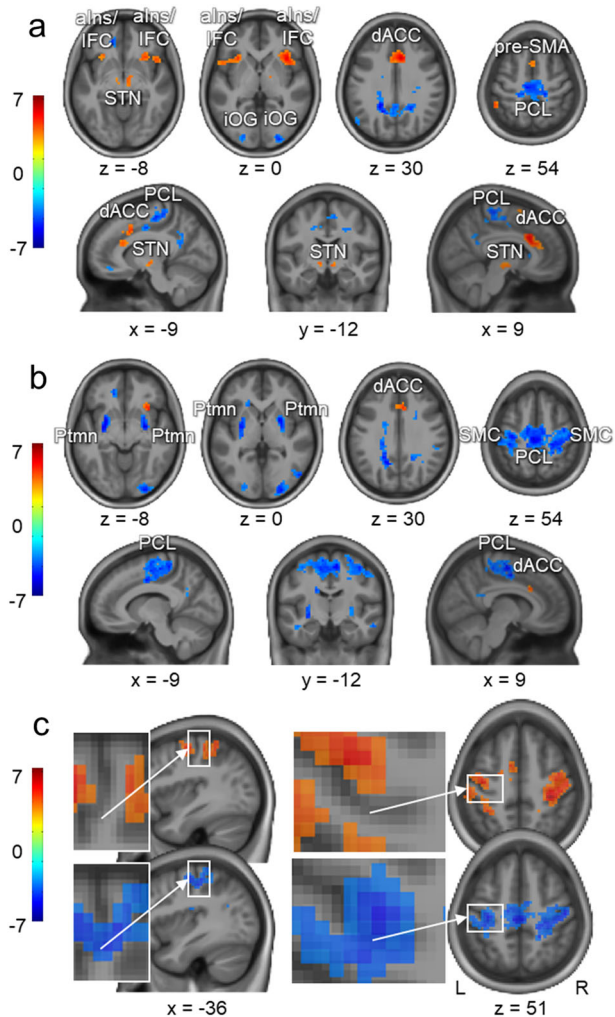 a
aIns/ IFC
aIns/ IFC
aIns/ IFC
aIns/ IFC
dACC
pre-SMA
7
0
-7
STN
iOG iOG
PCL
z = -8 z = 0 z = 30 z = 54
PCL
dACC
STN
STN
PCL
dACC
STN
x = -9 y = -12 x = 9
b
7
0
-7
Ptmn Ptmn
Ptmn
dACC
SMC SMC
PCL
z = -8 z = 0 z = 30 z = 54
PCL
PCL
dACC
x = -9 y = -12 x = 9
c
7
0
-7
L R
x = -36 z = 51